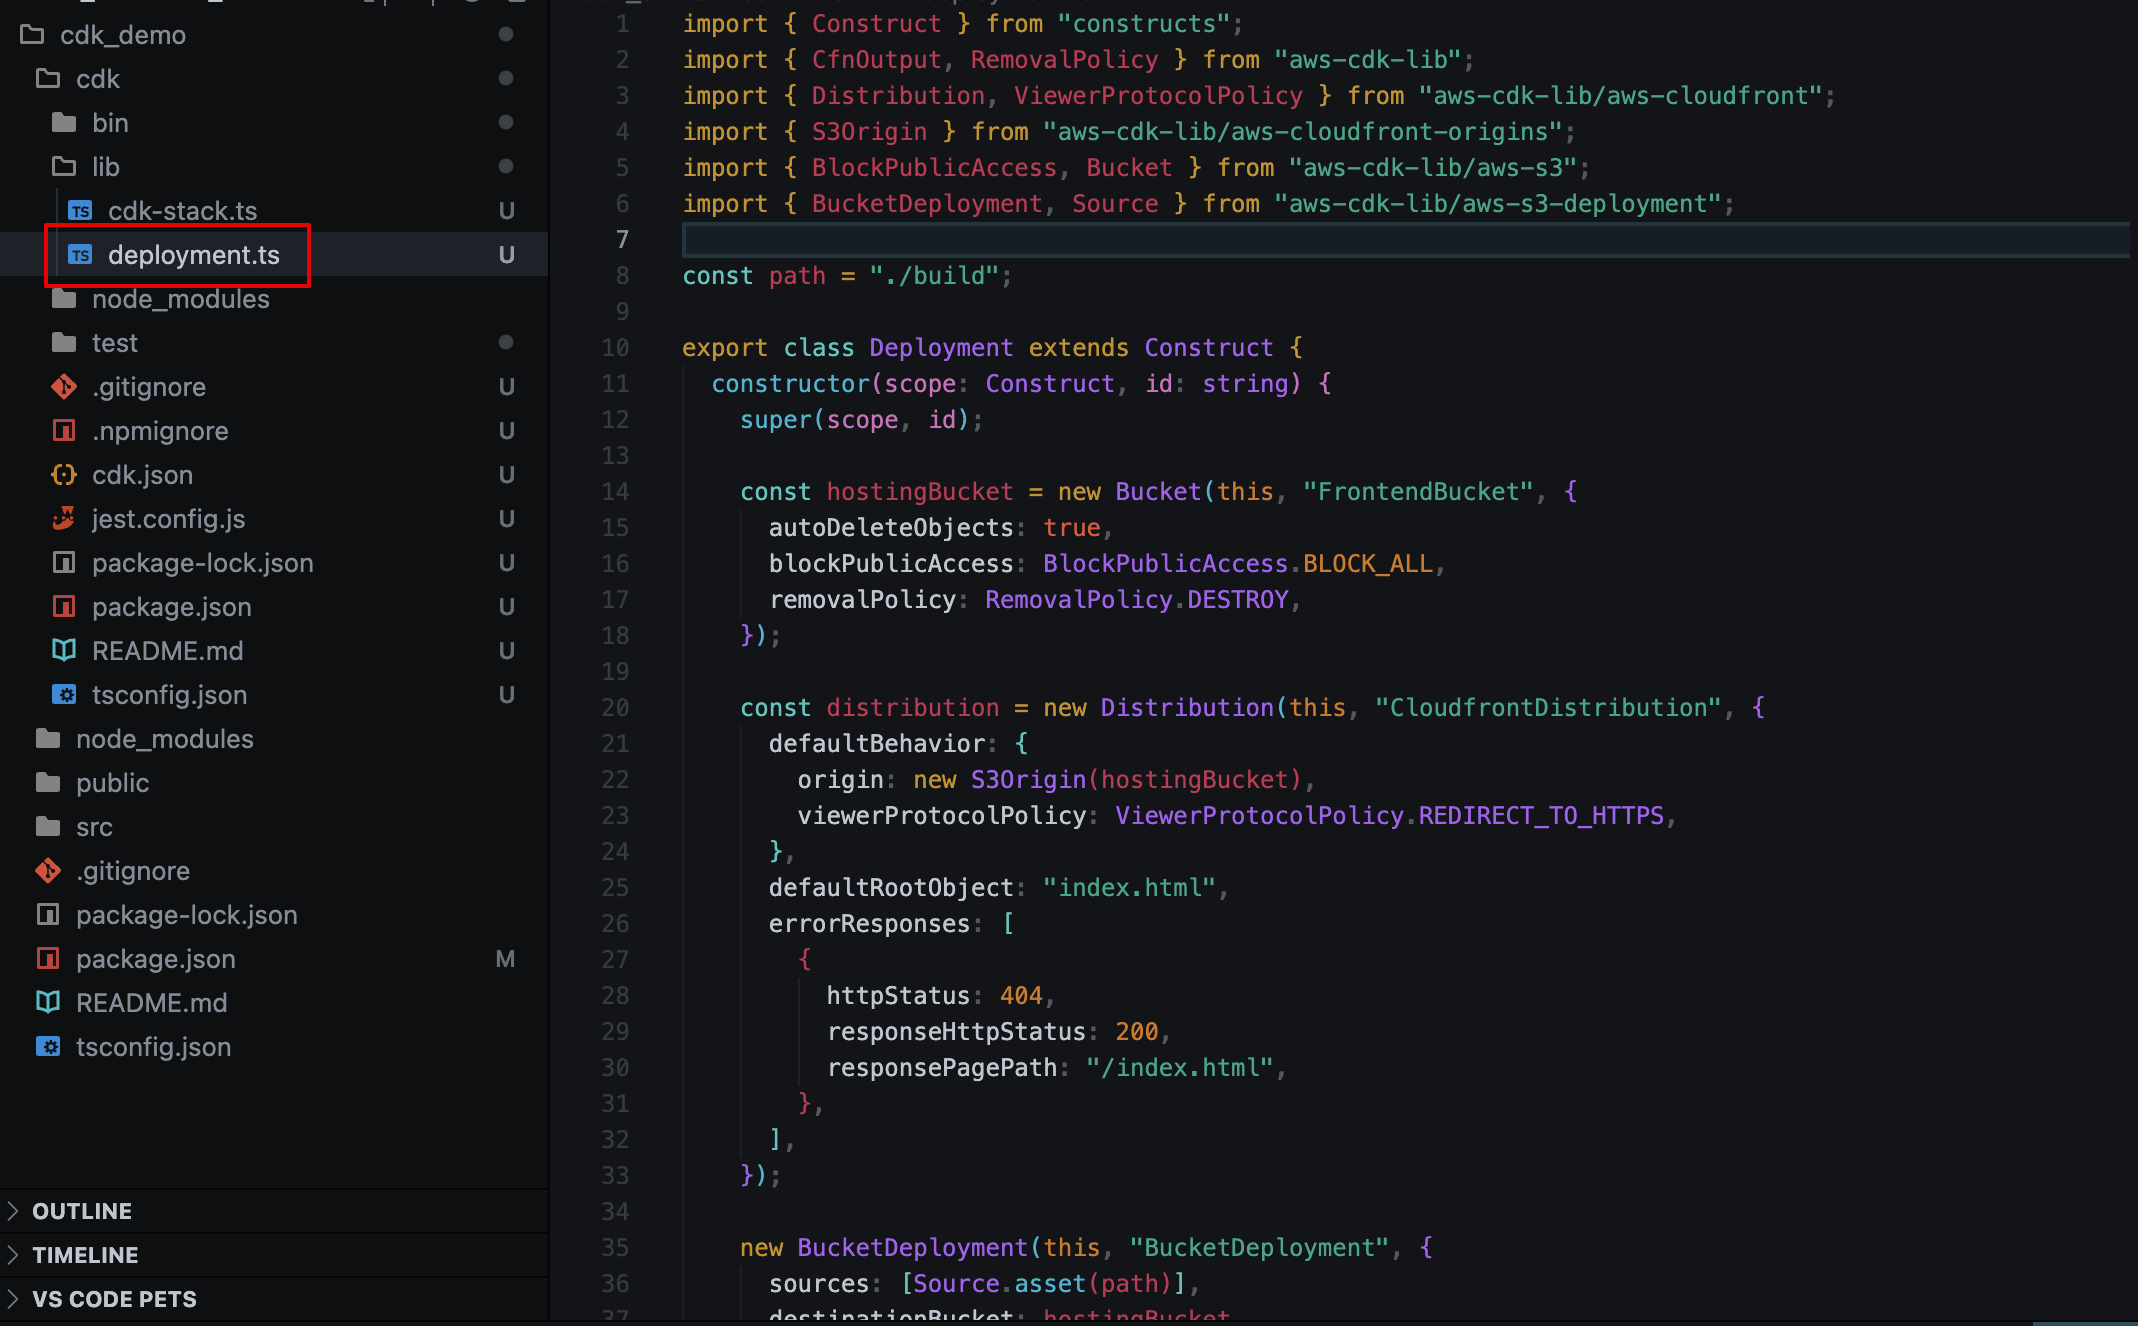 cdk_demo
cdk
bin
lib
TS cdk-stack.ts U
TS deployment.ts U
node_modules
test
.gitignore U
.npmignore U
cdk.json U
jest.config.js U
package-lock.json U
package.json U
README.md U
tsconfig.json U
node_modules
public
src
.gitignore
package-lock.json
package.json M
README.md
tsconfig.json
OUTLINE
TIMELINE
VS CODE PETS
1 import { Construct } from "constructs";
2 import { CfnOutput, RemovalPolicy } from "aws-cdk-lib";
3 import { Distribution, ViewerProtocolPolicy } from "aws-cdk-lib/aws-cloudfront";
4 import { S3Origin } from "aws-cdk-lib/aws-cloudfront-origins";
5 import { BlockPublicAccess, Bucket } from "aws-cdk-lib/aws-s3";
6 import { BucketDeployment, Source } from "aws-cdk-lib/aws-s3-deployment";
7
8 const path = "./build";
9
10 export class Deployment extends Construct {
11 constructor(scope: Construct, id: string) {
12 super(scope, id);
13
14 const hostingBucket = new Bucket(this, "FrontendBucket", {
15 autoDeleteObjects: true,
16 blockPublicAccess: BlockPublicAccess.BLOCK_ALL,
17 removalPolicy: RemovalPolicy.DESTROY,
18 });
19
20 const distribution = new Distribution(this, "CloudfrontDistribution", {
21 defaultBehavior: {
22 origin: new S3Origin(hostingBucket),
23 viewerProtocolPolicy: ViewerProtocolPolicy.REDIRECT_TO_HTTPS,
24 },
25 defaultRootObject: "index.html",
26 errorResponses: [
27 {
28 httpStatus: 404,
29 responseHttpStatus: 200,
30 responsePagePath: "/index.html",
31 },
32 ],
33 });
34
35 new BucketDeployment(this, "BucketDeployment", {
36 sources: [Source.asset(path)],
37 destinationBucket: hostingBucket